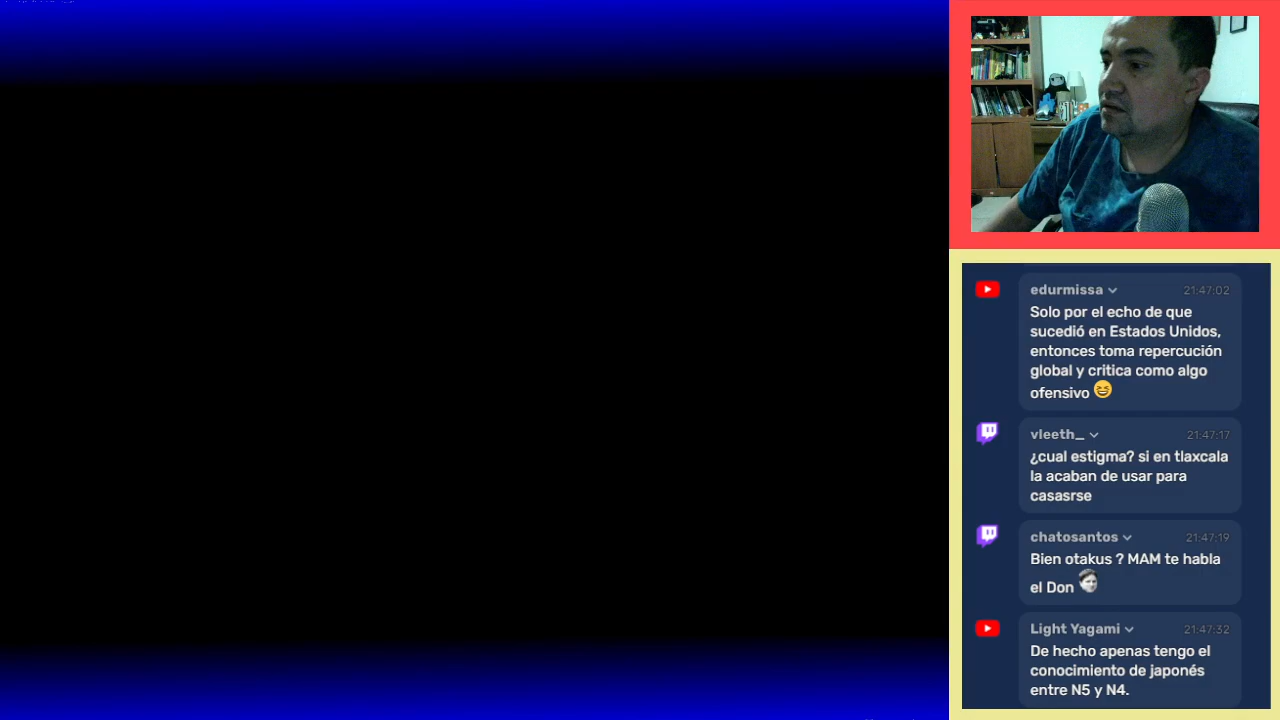 edurmissa 21:47:02
Solo por el echo de que
sucedió en Estados Unidos,
entonces toma repercución
global y critica como algo
ofensivo 😆
vleeth_ 21:47:17
¿cual estigma? si en tlaxcala
la acaban de usar para
casasrse
chatosantos 21:47:19
Bien otakus ? MAM te habla
el Don
Light Yagami 21:47:32
De hecho apenas tengo el
conocimiento de japonés
entre N5 y N4.